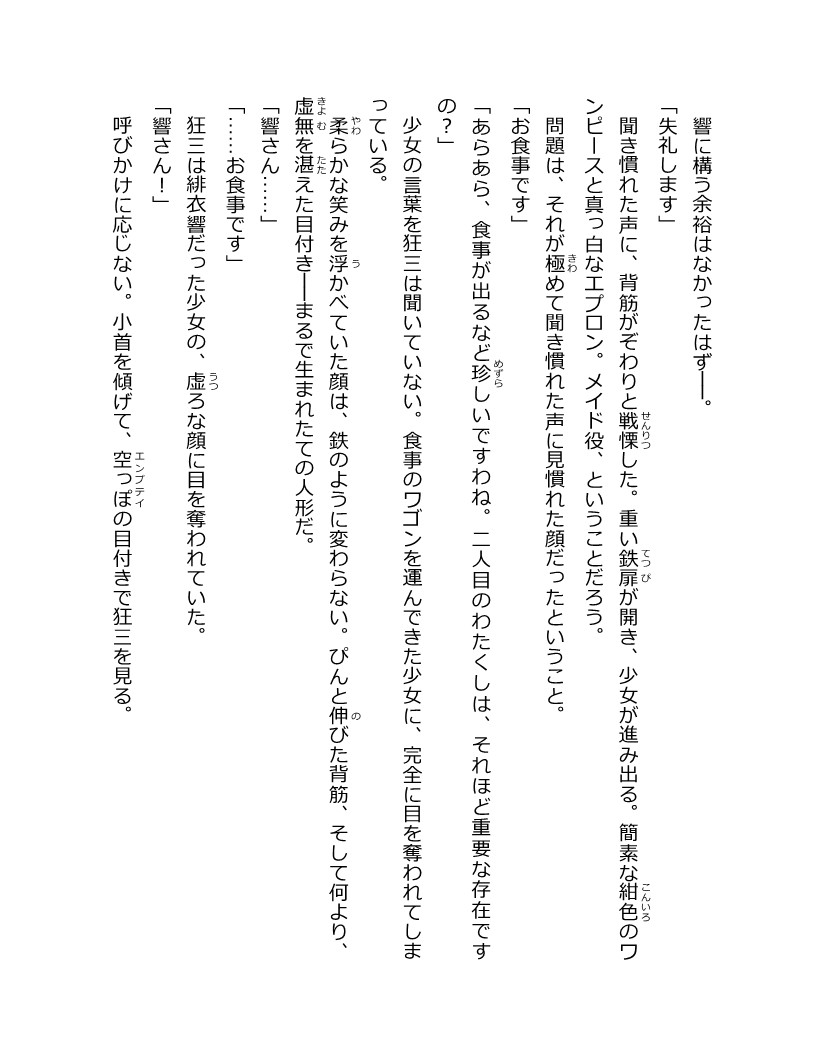 響に構う余裕はなかったはず――。
「失礼します」
聞き慣れた声に、背筋がぞわりと戦慄した。重い鉄扉が開き、少女が進み出る。簡素な紺色のワ
ンピースと真っ白なエプロン。メイド役、ということだろう。
問題は、それが極めて聞き慣れた声に見慣れた顔だったということ。
「お食事です」
「あらあら、食事が出るなど珍しいですわね。二人目のわたくしは、それほど重要な存在です
の？」
少女の言葉を狂三は聞いていない。食事のワゴンを運んできた少女に、完全に目を奪われてしま
っている。
柔らかな笑みを浮かべていた顔は、鉄のように変わらない。ぴんと伸びた背筋、そして何より、
虚無を湛えた目付き――まるで生まれたての人形だ。
「響さん……」
「……お食事です」
狂三は緋衣響だった少女の、虚ろな顔に目を奪われていた。
「響さん！」
呼びかけに応じない。小首を傾げて、空っぽの目付きで狂三を見る。